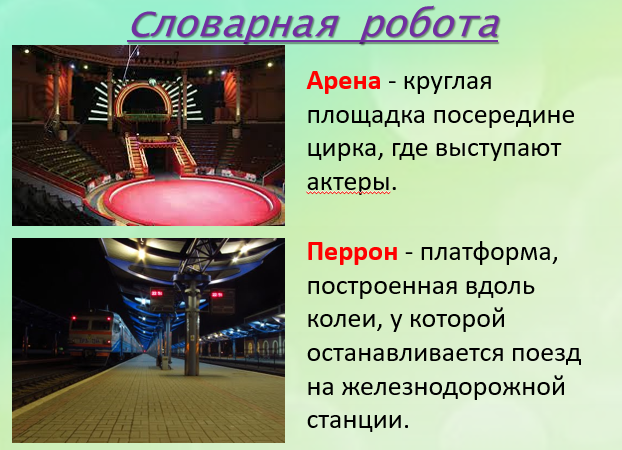 Словарная робота
Арена - круглая
площадка посередине
цирка, где выступают
актеры.
Перрон - платформа,
построенная вдоль
колеи, у которой
останавливается поезд
на железнодорожной
станции.